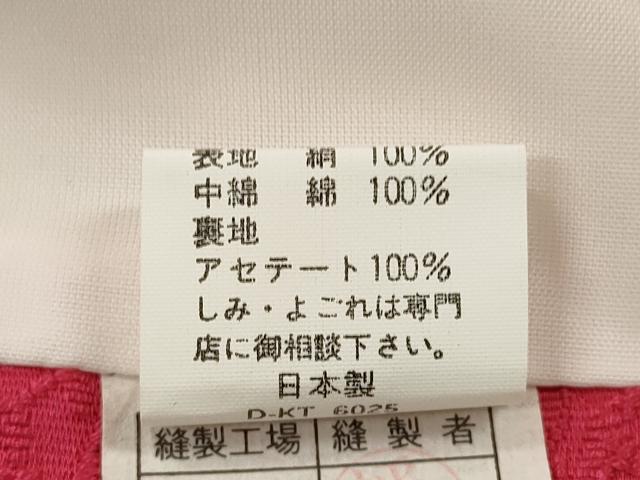 表地 絹 100%
中綿 綿 100%
裏地
アセテート100%
しみ・よごれは専門
店に御相談下さい。
日本製
D-KT 6025
縫製工場 縫製者